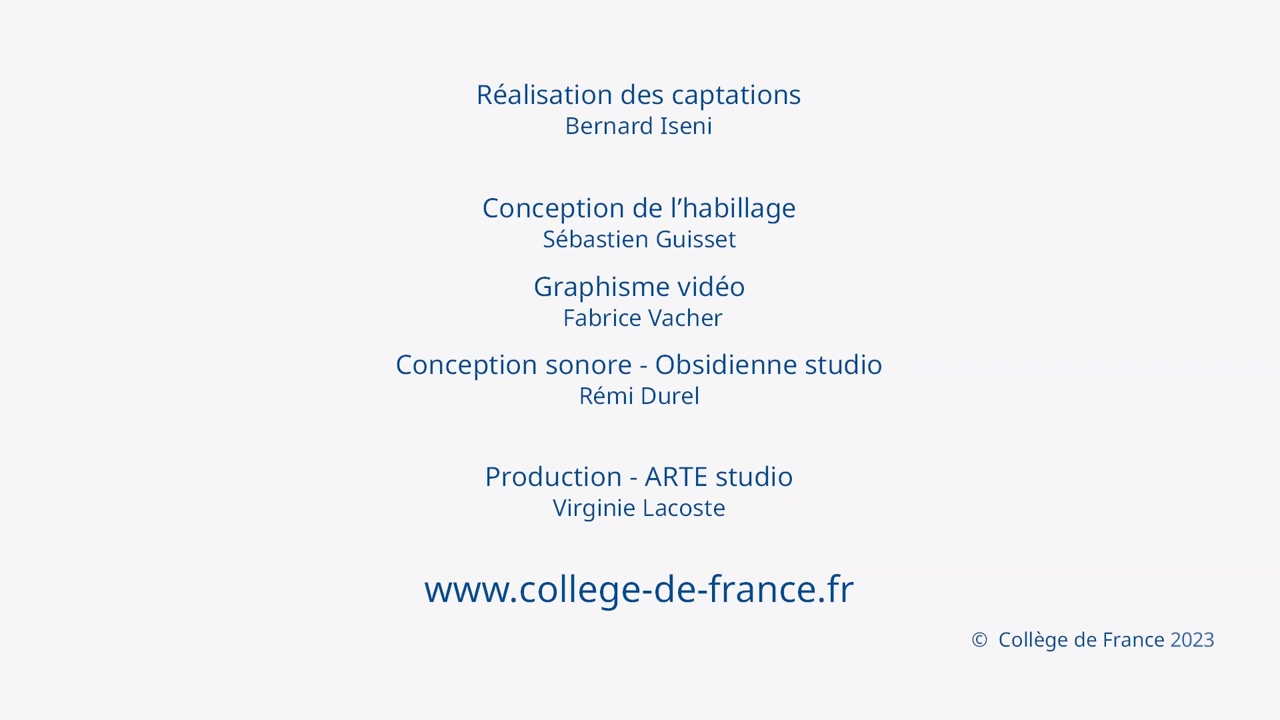 Réalisation des captations
Bernard Iseni
Conception de l’habillage
Sébastien Guisset
Graphisme vidéo
Fabrice Vacher
Conception sonore - Obsidienne studio
Rémi Durel
Production - ARTE studio
Virginie Lacoste
www.college-de-france.fr
© Collège de France 2023